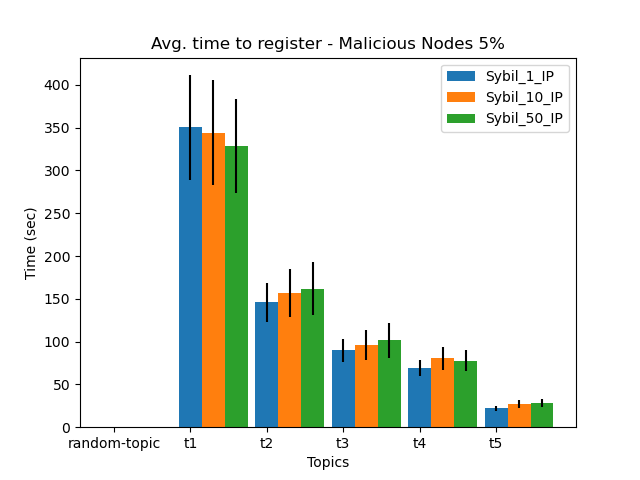 Avg. time to register - Malicious Nodes 5%
Sybil_1_IP
Sybil_10_IP
Sybil_50_IP
400
350
300
250
200
150
100
50
0
Time (sec)
random-topic t1 t2 t3 t4 t5
Topics